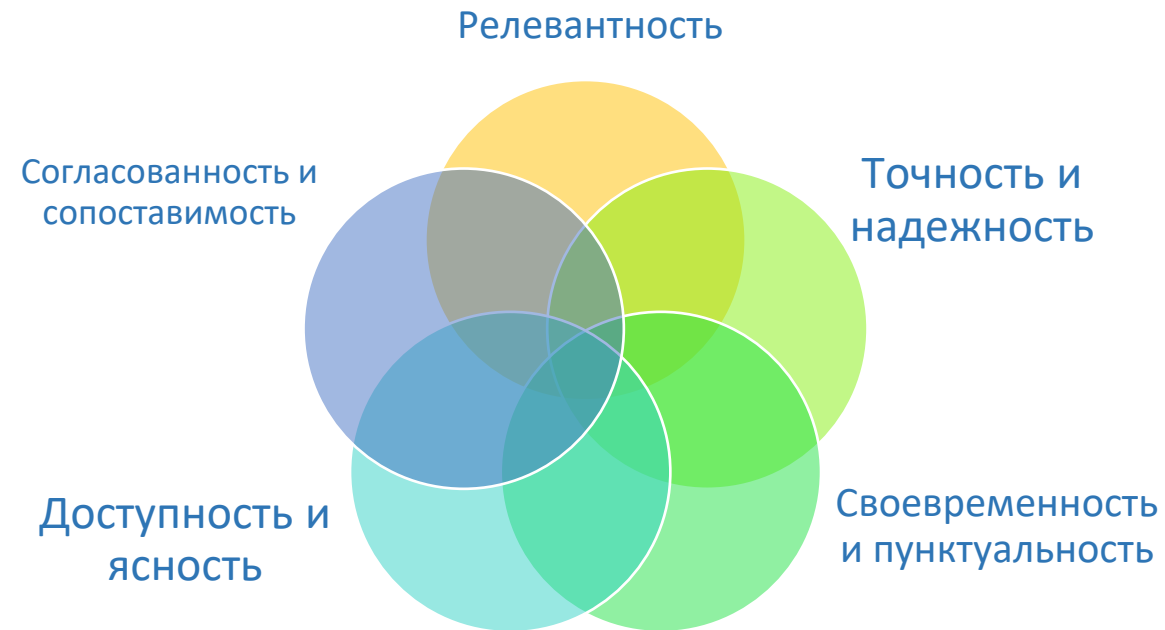 Релевантность
Точность и
надежность
Своевременность
и пунктуальность
Доступность и
ясность
Согласованность и
сопоставимость